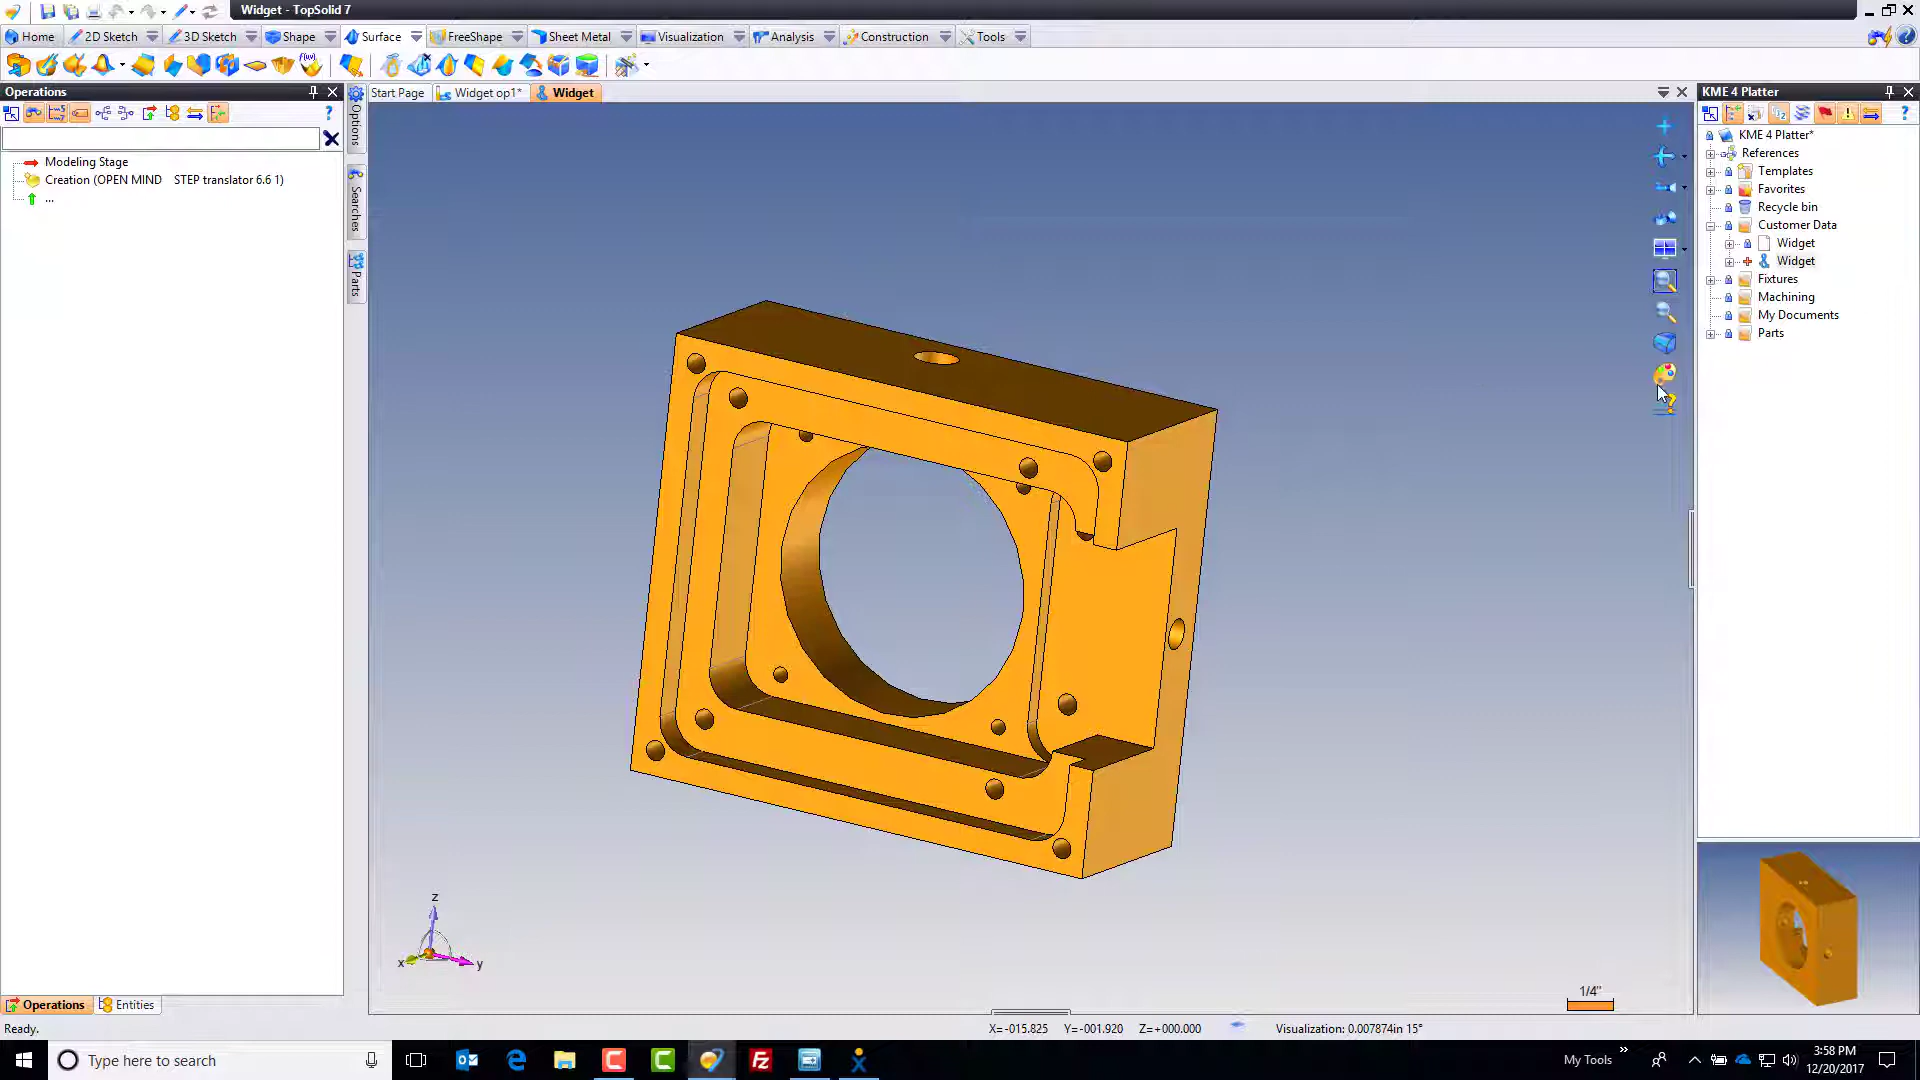 Widget - TopSolid 7
Home 2D Sketch 3D Sketch Shape Surface FreeShape Sheet Metal Visualization Analysis Construction Tools
Operations
Start Page Widget op1* Widget
KME 4 Platter
Options
Searches
Parts
Modeling Stage
Creation (OPEN MIND STEP translator 6.6 1)
...
KME 4 Platter*
References
Templates
Favorites
Recycle bin
Customer Data
Widget
Widget
Fixtures
Machining
My Documents
Parts
z
x
y
1/4"
Operations Entities
Ready.
X=-015.825 Y=-001.920 Z=+000.000 Visualization: 0.007874in 15°
Type here to search
My Tools
3:58 PM
12/20/2017